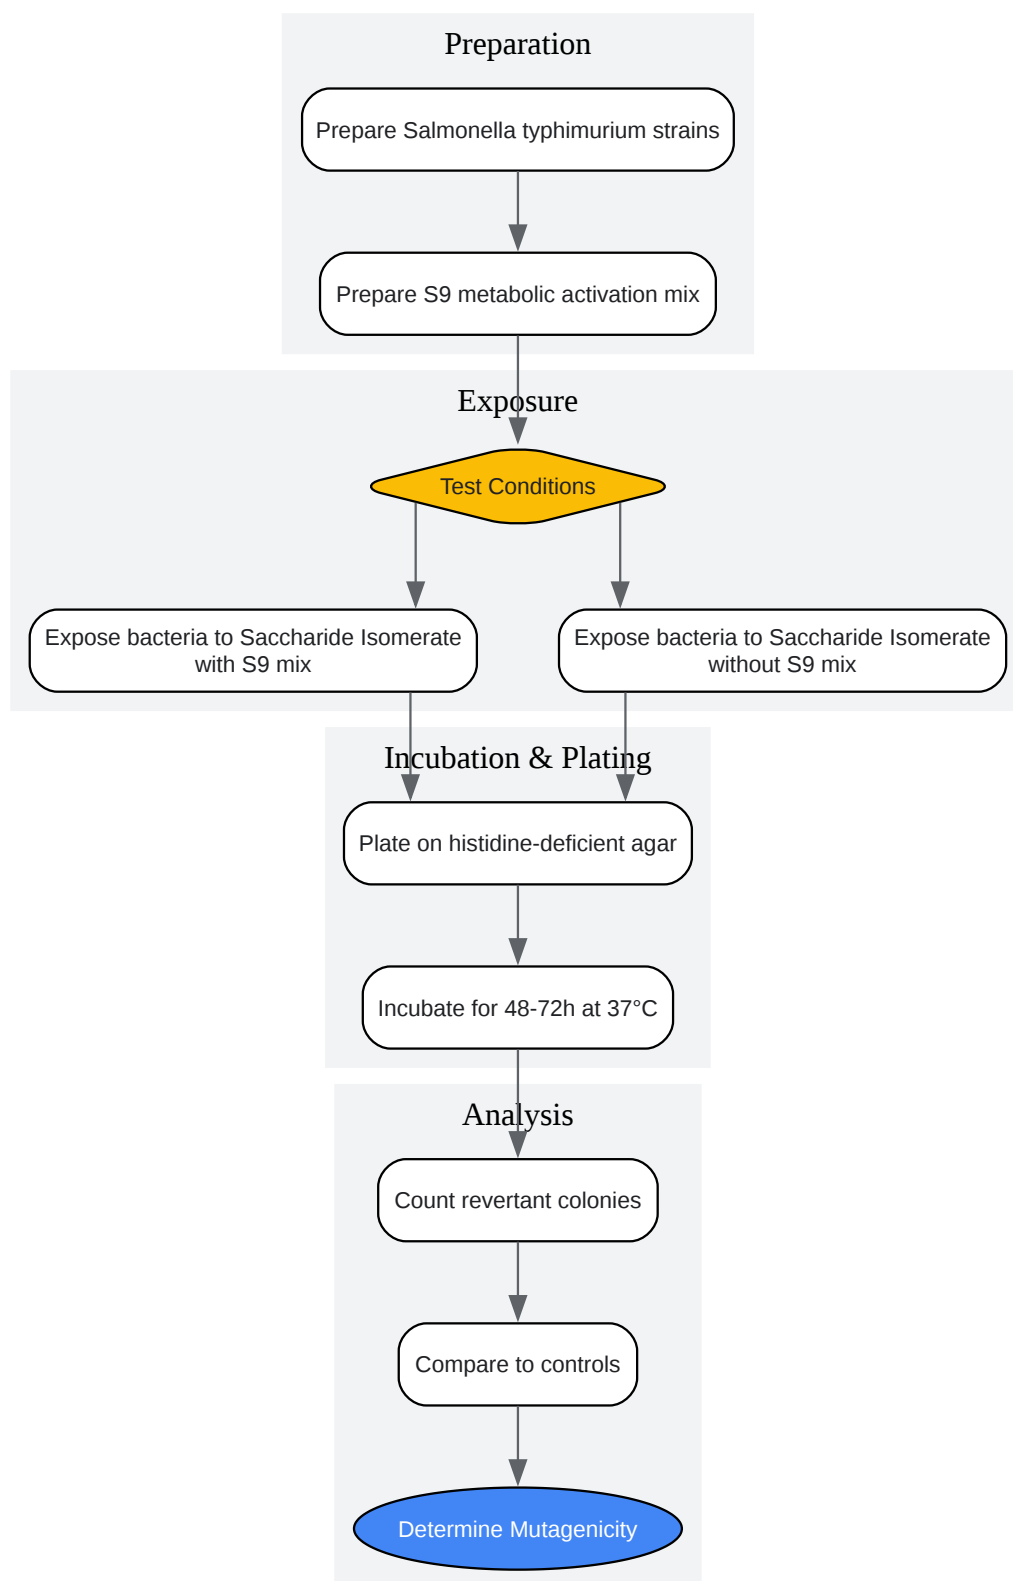 Preparation
Prepare Salmonella typhimurium strains
Prepare S9 metabolic activation mix
Exposure
Test Conditions
Expose bacteria to Saccharide Isomerate
with S9 mix
Expose bacteria to Saccharide Isomerate
without S9 mix
Incubation & Plating
Plate on histidine-deficient agar
Incubate for 48-72h at 37°C
Analysis
Count revertant colonies
Compare to controls
Determine Mutagenicity